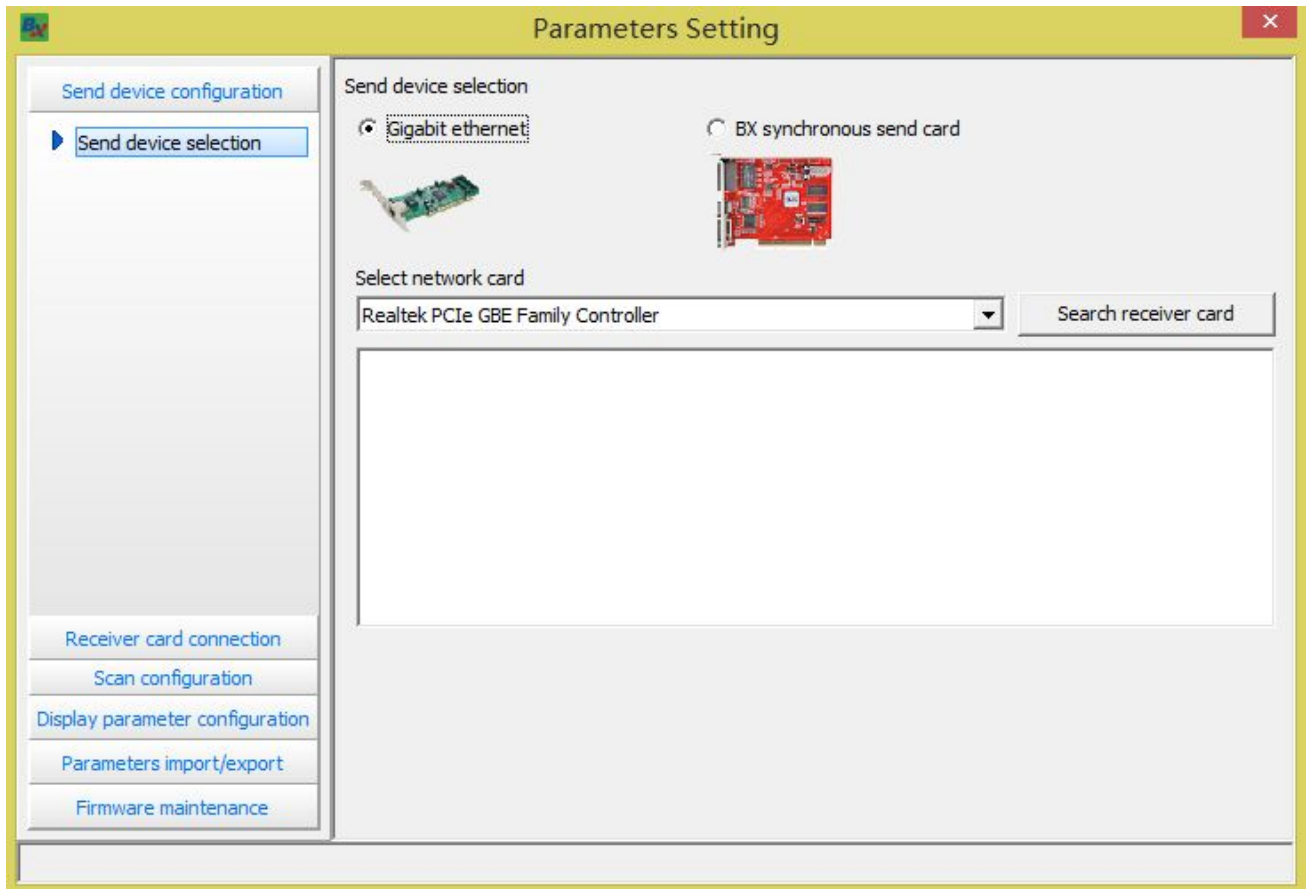 BX
Parameters Setting
Send device configuration
Send device selection
Receiver card connection
Scan configuration
Display parameter configuration
Parameters import/export
Firmware maintenance
Send device selection
Gigabit ethernet
BX synchronous send card
Select network card
Realtek PCIe GBE Family Controller
Search receiver card